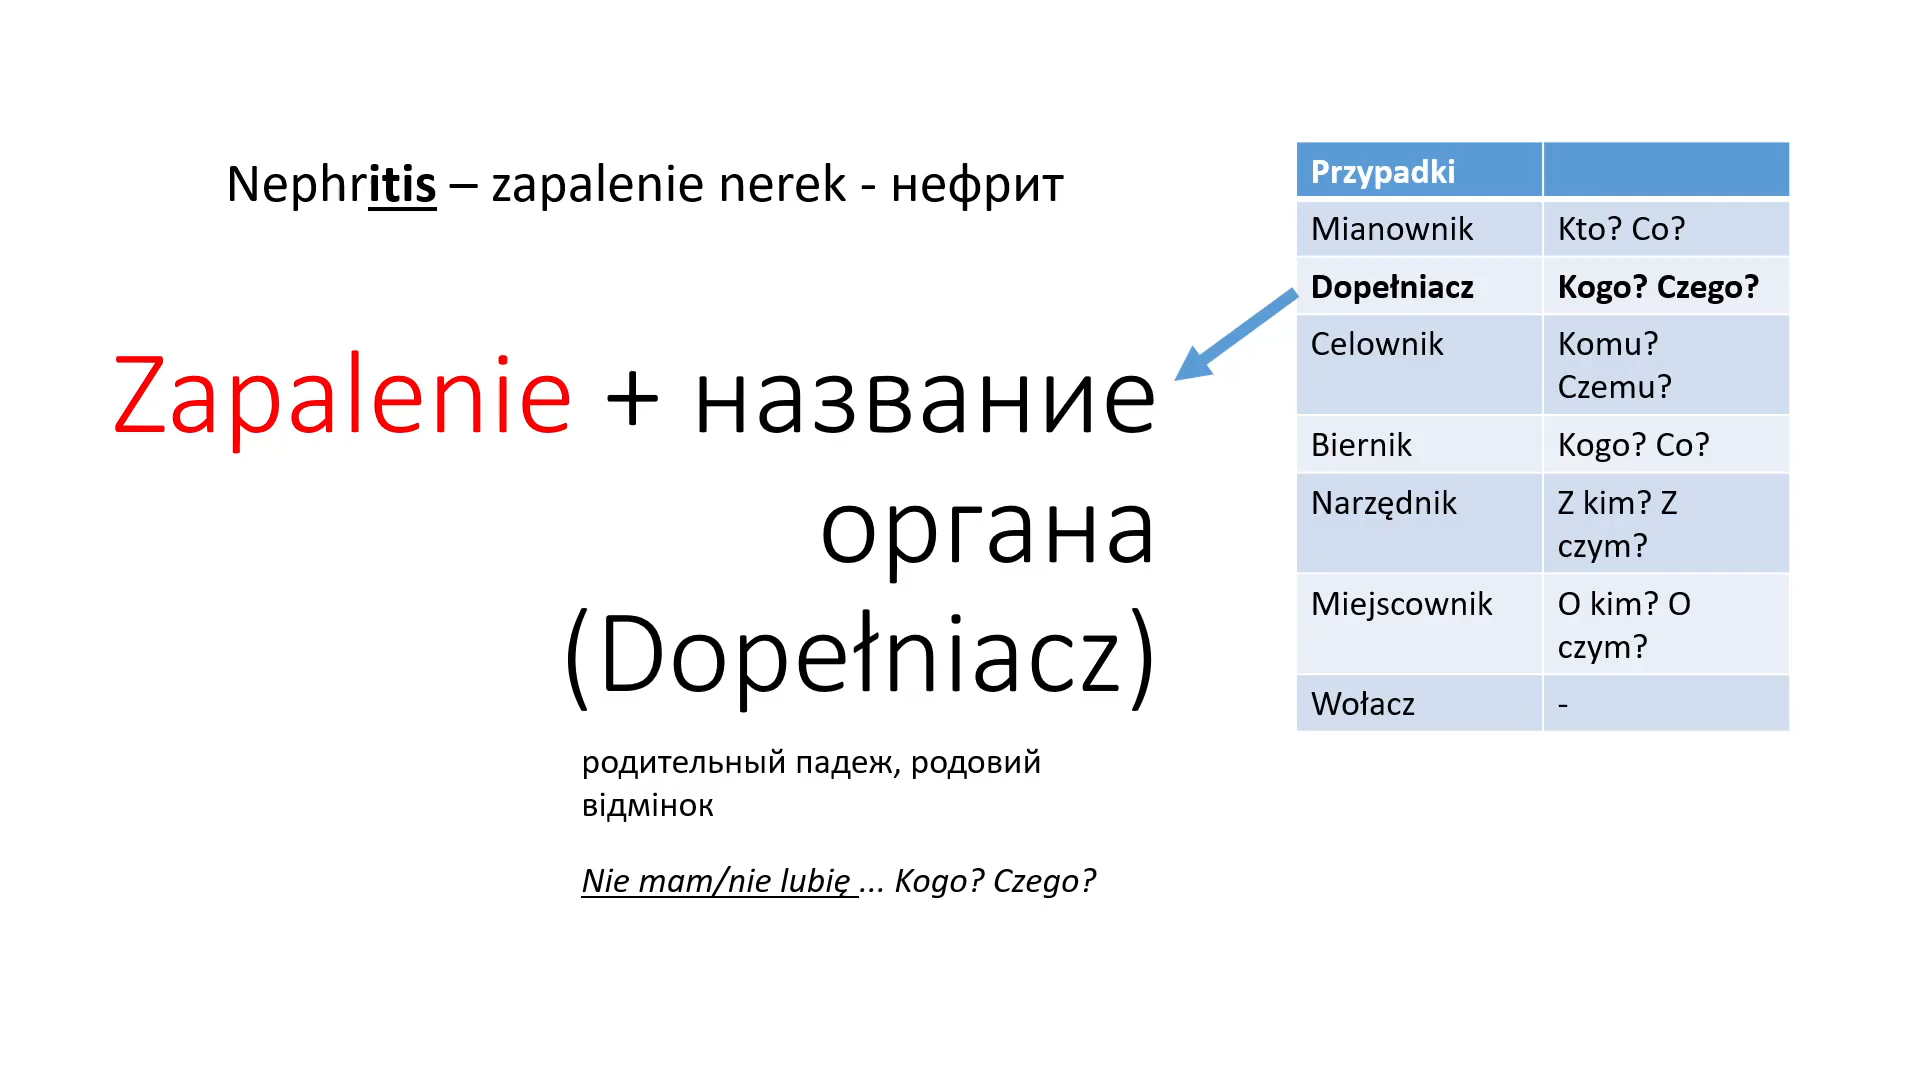 Nephritis – zapalenie nerek - нефрит
Zapalenie + название
органа
(Dopełniacz)
родительный падеж, родовий
відмінок
Nie mam/nie lubię ... Kogo? Czego?
Przypadki
Mianownik Kto? Co?
Dopełniacz Kogo? Czego?
Celownik Komu?
Czemu?
Biernik Kogo? Co?
Narzędnik Z kim? Z
czym?
Miejscownik O kim? O
czym?
Wołacz -